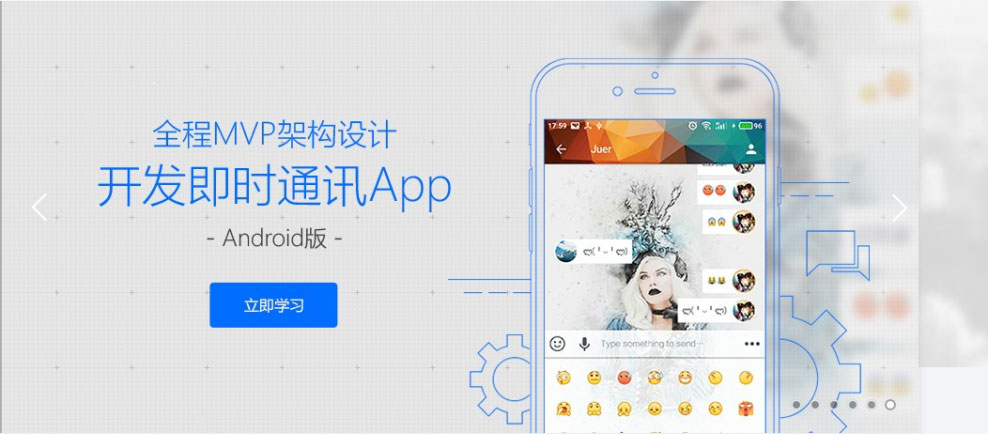 全程MVP架构设计
开发即时通讯App
- Android版 -
立即学习
17:59
96
Juer
ლ(╹◡╹ლ)
ლ(╹◡╹ლ)
Type something to send~